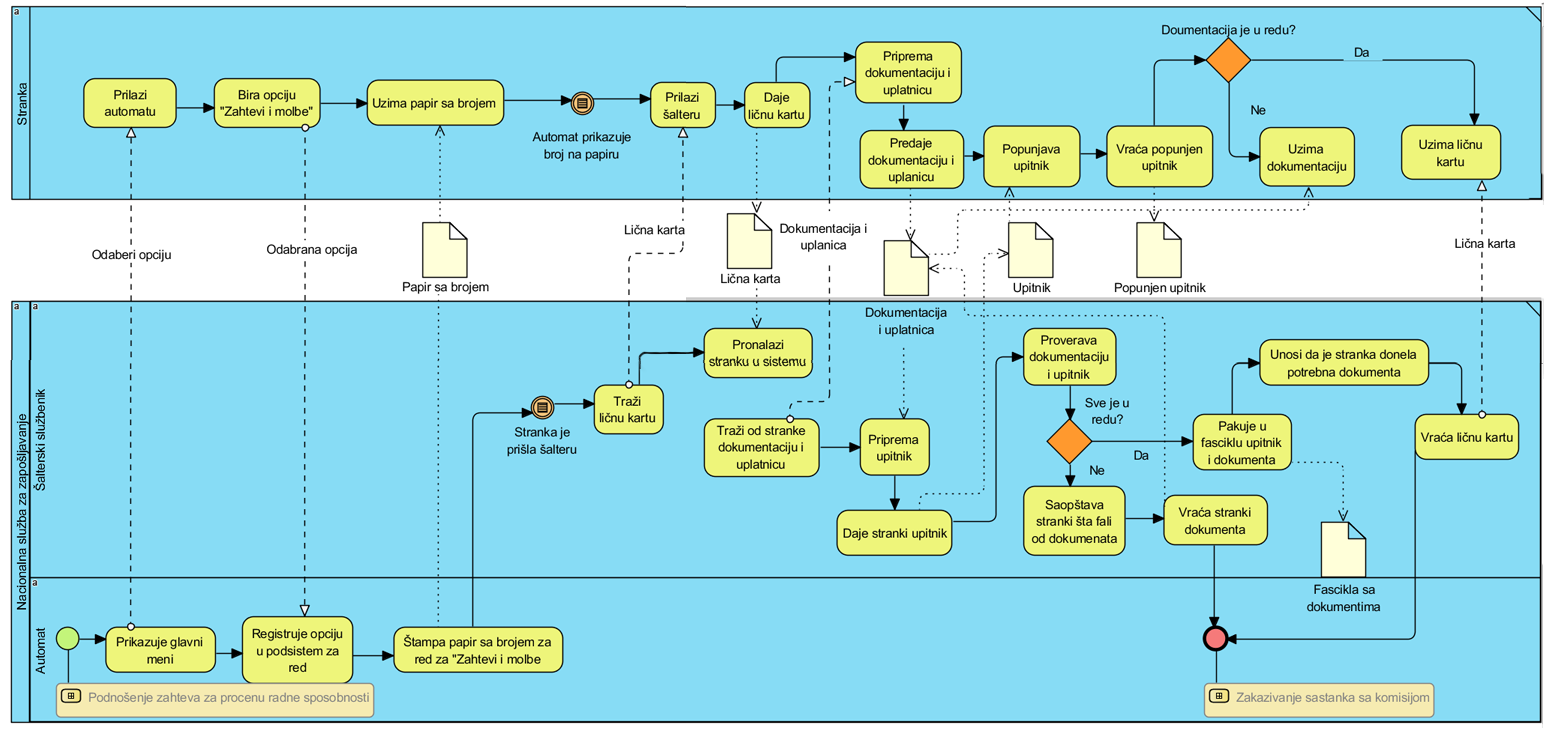 a
Stranka
Prilazi
automatu
Bira opciju
"Zahtevi i molbe"
Uzima papir sa brojem
Automat prikazuje
broj na papiru
Prilazi
šalteru
Daje
ličnu kartu
Priprema
dokumentaciju i
uplatnicu
Predaje
dokumentaciju i
uplanicu
Popunjava
upitnik
Vraća popunjen
upitnik
Doumentacija je u redu?
Da
Ne
Uzima
dokumentaciju
Uzima ličnu
kartu
Odaberi opciju
Odabrana opcija
Papir sa brojem
Lična karta
Lična karta
Dokumentacija i
uplanica
Dokumentacija
i uplatnica
Upitnik
Popunjen upitnik
Lična karta
a
Nacionalna služba za zapošljavanje
a
Šalterski službenik
Stranka je
prišla šalteru
Traži
ličnu kartu
Pronalazi
stranku u sistemu
Traži od stranke
dokumentaciju i
uplatnicu
Priprema
upitnik
Daje stranki upitnik
Proverava
dokumentaciju
i upitnik
Sve je u
redu?
Da
Ne
Saopštava
stranki šta fali
od dokumenata
Vraća stranki
dokumenta
Pakuje u
fasciklu upitnik
i dokumenta
Unosi da je stranka donela
potrebna dokumenta
Vraća ličnu kartu
Fascikla sa
dokumentima
a
Automat
Prikazuje glavni
meni
Registruje opciju
u podsistem za
red
Štampa papir sa brojem za
red za "Zahtevi i molbe
Podnošenje zahteva za procenu radne sposobnosti
Zakazivanje sastanka sa komisijom